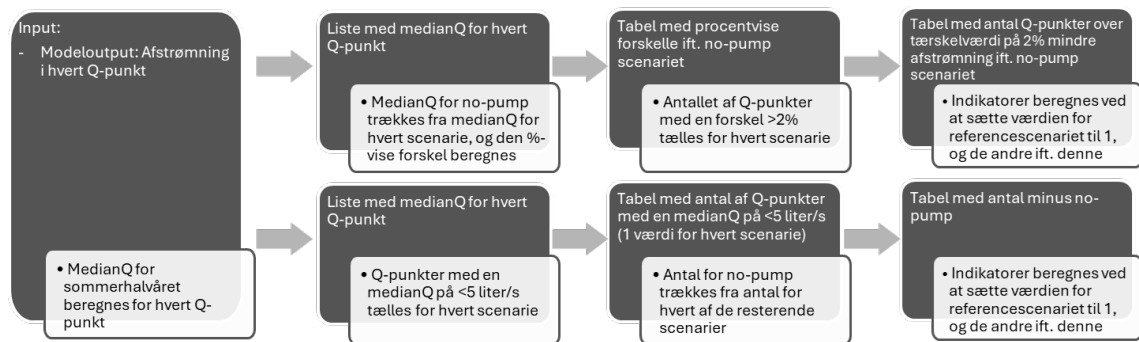 Input:
- Modeloutput: Afstrømning
i hvert Q-punkt
• MedianQ for
sommerhalvåret
beregnes for hvert Q-
punkt
Liste med medianQ for hvert
Q-punkt
• MedianQ for no-pump
trækkes fra medianQ for
hvert scenarie, og den %-
vise forskel beregnes
Tabel med procentvise
forskelle ift. no-pump
scenariet
• Antallet af Q-punkter
med en forskel >2%
tælles for hvert scenarie
Tabel med antal Q-punkter over
tærskelværdi på 2% mindre
afstrømning ift. no-pump
scenariet
• Indikatorer beregnes ved
at sætte værdien for
referencescenariet til 1,
og de andre ift. denne
Liste med medianQ for hvert
Q-punkt
• Q-punkter med en
medianQ på <5 liter/s
tælles for hvert scenarie
Tabel med antal af Q-punkter
med en medianQ på <5 liter/s
(1 værdi for hvert scenarie)
• Antal for no-pump
trækkes fra antal for
hvert af de resterende
scenarier
Tabel med antal minus no-
pump
• Indikatorer beregnes ved
at sætte værdien for
referencescenariet til 1,
og de andre ift. denne